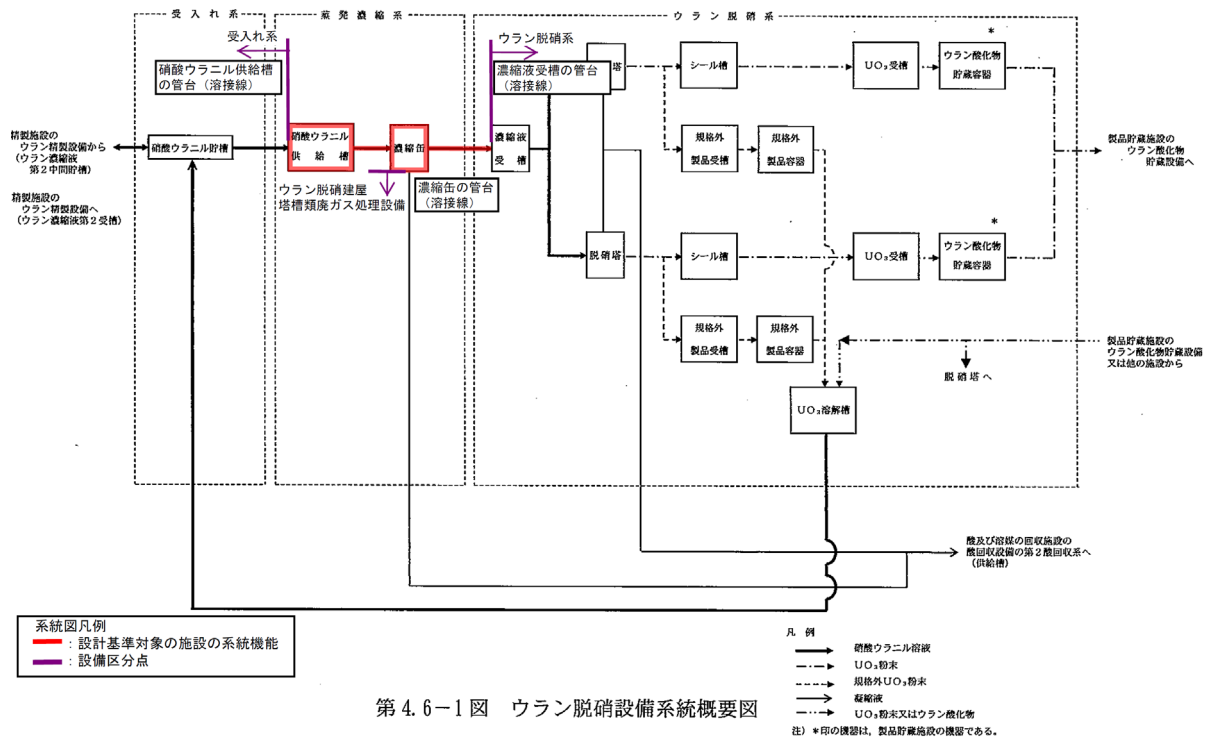 受入れ系
蒸発濃縮系
ウラン脱硝系
受入れ系
硝酸ウラニル供給槽
の管台（溶接線）
ウラン脱硝系
濃縮液受槽の管台
（溶接線）
塔
シール槽
UO₃受槽
*
ウラン酸化物
貯蔵容器
精製施設の
ウラン精製設備から
（ウラン濃縮液
第２中間貯槽）
硝酸ウラニル貯槽
硝酸ウラニル
供給槽
濃縮缶
濃縮液
受槽
規格外
製品受槽
規格外
製品容器
製品貯蔵施設の
ウラン酸化物
貯蔵設備へ
精製施設の
ウラン精製設備へ
（ウラン濃縮液第２受槽）
ウラン脱硝建屋
塔槽類廃ガス処理設備
濃縮缶の管台
（溶接線）
脱硝塔
シール槽
UO₃受槽
*
ウラン酸化物
貯蔵容器
規格外
製品受槽
規格外
製品容器
製品貯蔵施設の
ウラン酸化物貯蔵設備
又は他の施設から
脱硝塔へ
UO₃溶解槽
酸及び溶媒の回収施設の
酸回収設備の第２酸回収系へ
（供給槽）
系統図凡例
：設計基準対象の施設の系統機能
：設備区分点
凡例
硝酸ウラニル溶液
UO₃粉末
規格外UO₃粉末
凝縮液
UO₃粉末又はウラン酸化物
注）*印の機器は，製品貯蔵施設の機器である。
第4.6－1図　ウラン脱硝設備系統概要図